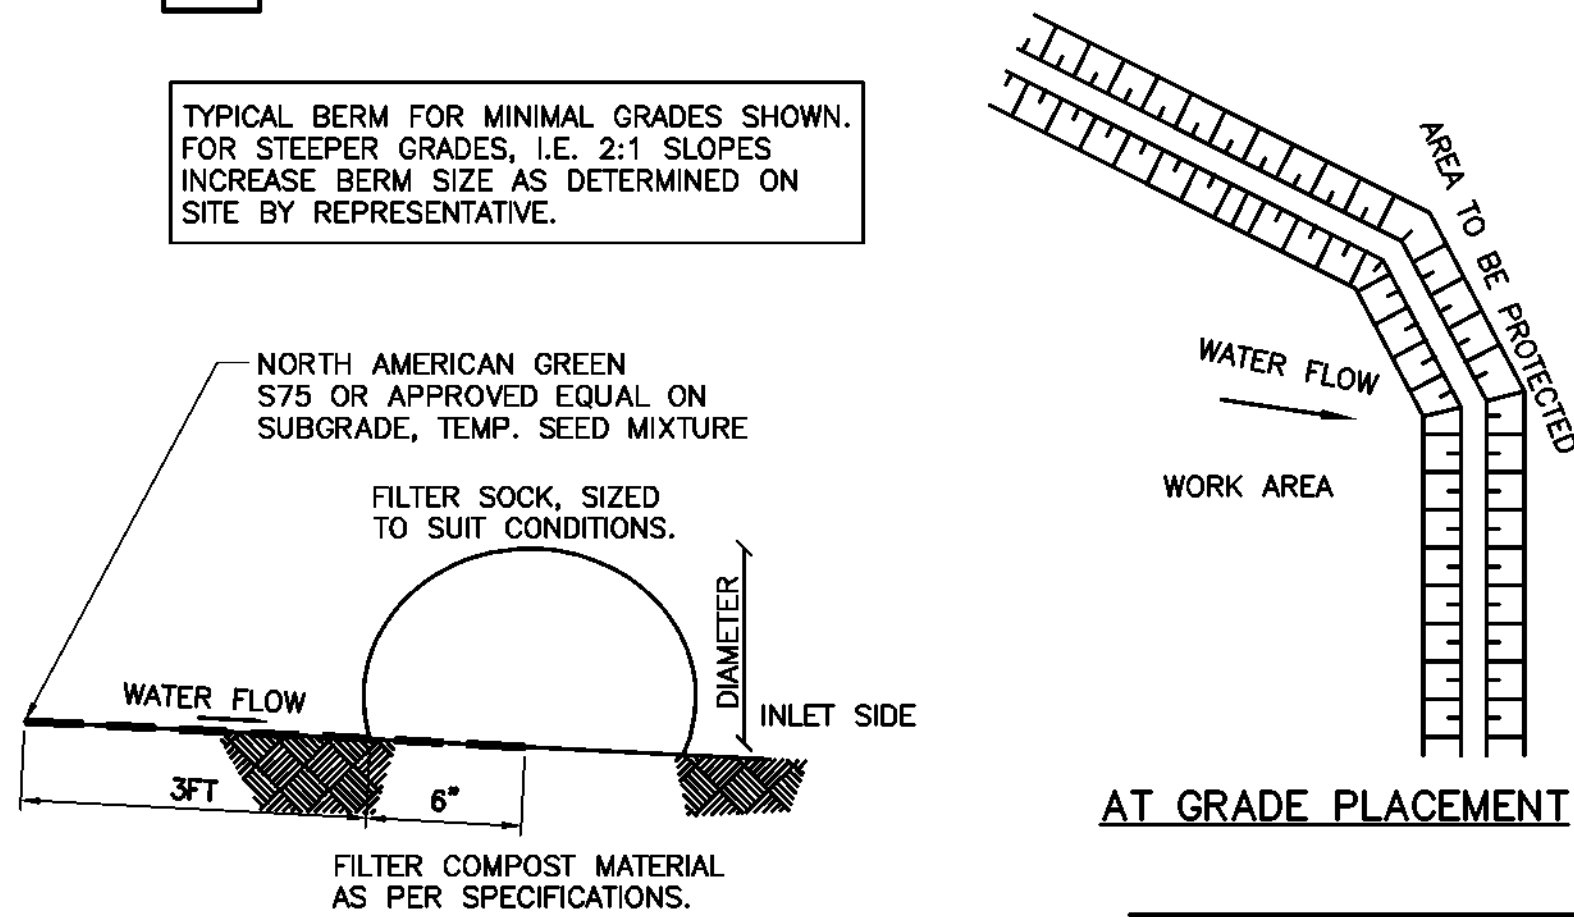 TYPICAL BERM FOR MINIMAL GRADES SHOWN.
FOR STEEPER GRADES, I.E. 2:1 SLOPES
INCREASE BERM SIZE AS DETERMINED ON
SITE BY REPRESENTATIVE.
NORTH AMERICAN GREEN
S75 OR APPROVED EQUAL ON
SUBGRADE, TEMP. SEED MIXTURE
FILTER SOCK, SIZED
TO SUIT CONDITIONS.
DIAMETER
WATER FLOW
INLET SIDE
3FT
6"
FILTER COMPOST MATERIAL
AS PER SPECIFICATIONS.
AREA TO BE PROTECTED
WATER FLOW
WORK AREA
AT GRADE PLACEMENT